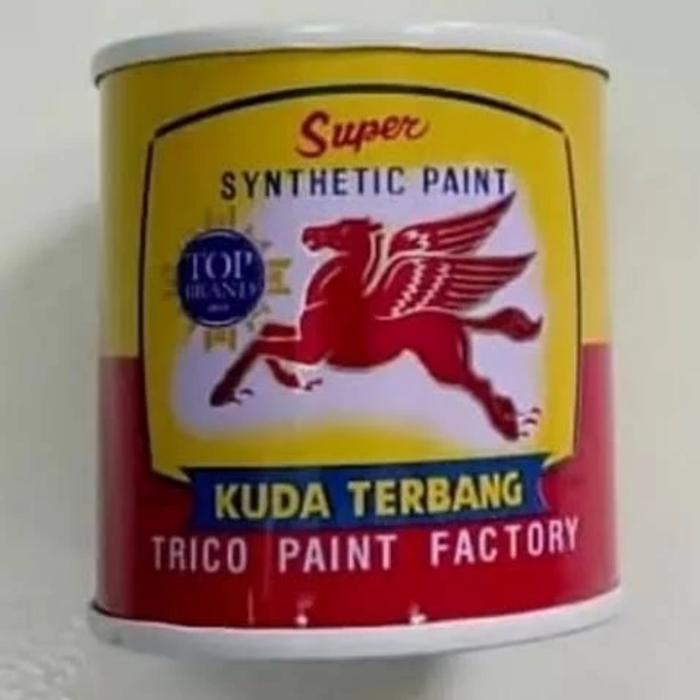 Super
SYNTHETIC PAINT
TOP
BRAND
KUDA TERBANG
TRICO PAINT FACTORY